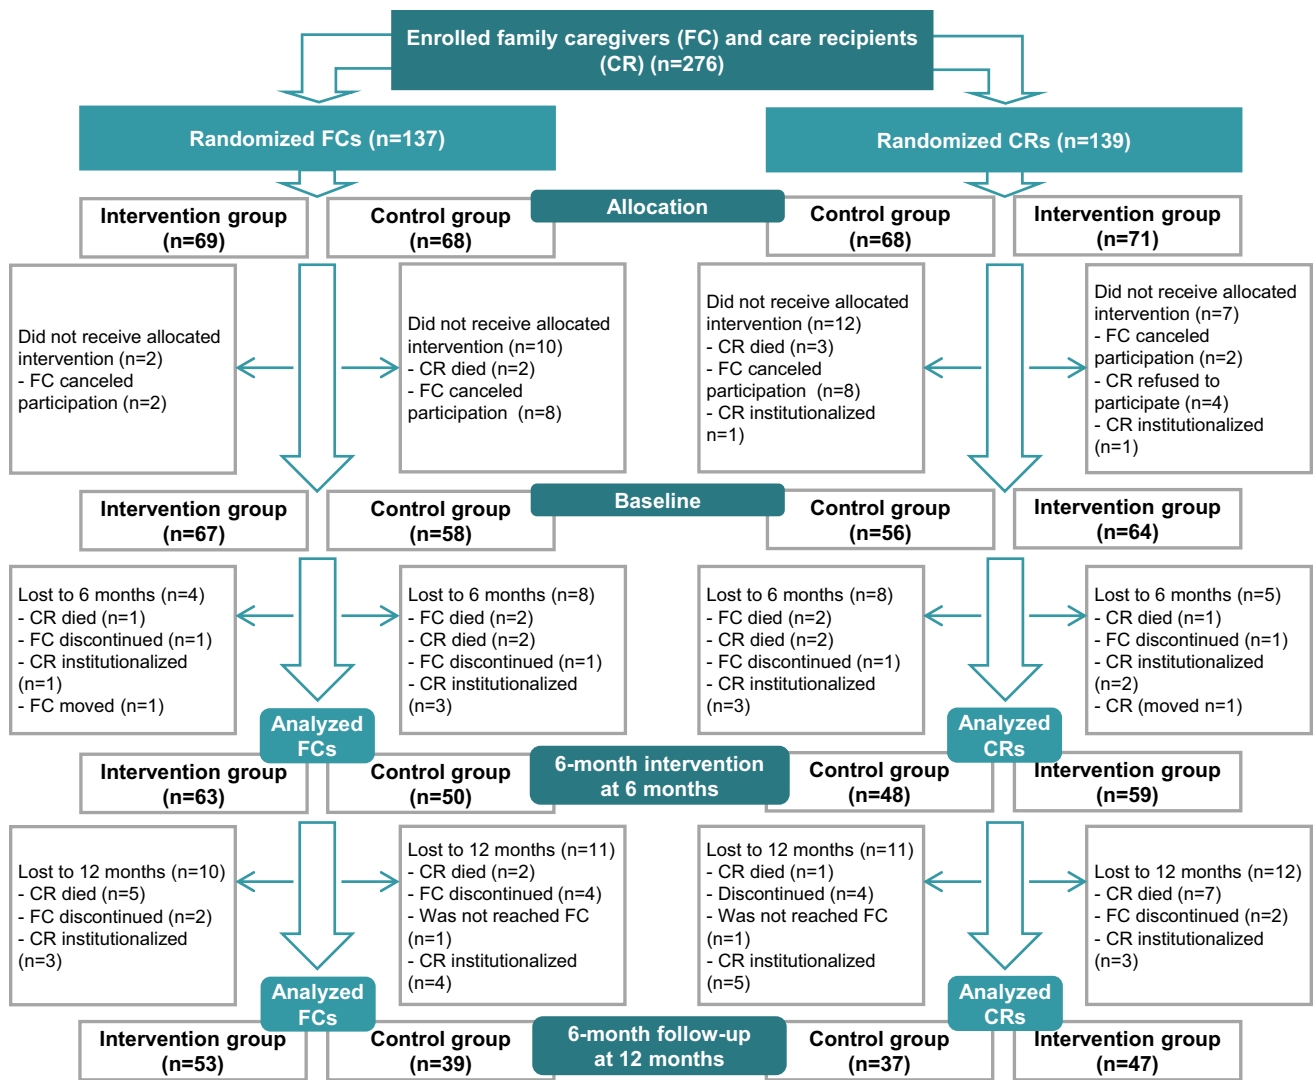 Enrolled family caregivers (FC) and care recipients
(CR) (n=276)
Randomized FCs (n=137)
Randomized CRs (n=139)
Allocation
Intervention group
(n=69)
Control group
(n=68)
Control group
(n=68)
Intervention group
(n=71)
Did not receive allocated
intervention (n=2)
- FC canceled
participation (n=2)
Did not receive allocated
intervention (n=10)
- CR died (n=2)
- FC canceled
participation  (n=8)
Did not receive allocated
intervention (n=12)
- CR died (n=3)
- FC canceled
participation  (n=8)
- CR institutionalized
n=1)
Did not receive allocated
intervention (n=7)
- FC canceled
participation (n=2)
- CR refused to
participate (n=4)
- CR institutionalized
(n=1)
Baseline
Intervention group
(n=67)
Control group
(n=58)
Control group
(n=56)
Intervention group
(n=64)
Lost to 6 months (n=4)
- CR died (n=1)
- FC discontinued (n=1)
- CR institutionalized
(n=1)
- FC moved (n=1)
Lost to 6 months (n=8)
- FC died (n=2)
- CR died (n=2)
- FC discontinued (n=1)
- CR institutionalized
(n=3)
Lost to 6 months (n=8)
- FC died (n=2)
- CR died (n=2)
- FC discontinued (n=1)
- CR institutionalized
(n=3)
Lost to 6 months (n=5)
- CR died (n=1)
- FC discontinued (n=1)
- CR institutionalized
(n=2)
- CR (moved n=1)
Analyzed
FCs
Analyzed
CRs
6-month intervention
at 6 months
Intervention group
(n=63)
Control group
(n=50)
Control group
(n=48)
Intervention group
(n=59)
Lost to 12 months (n=10)
- CR died (n=5)
- FC discontinued (n=2)
- CR institutionalized
(n=3)
Lost to 12 months (n=11)
- CR died (n=2)
- FC discontinued (n=4)
- Was not reached FC
(n=1)
- CR institutionalized
(n=4)
Lost to 12 months (n=11)
- CR died (n=1)
- Discontinued (n=4)
- Was not reached FC
(n=1)
- CR institutionalized
(n=5)
Lost to 12 months (n=12)
- CR died (n=7)
- FC discontinued (n=2)
- CR institutionalized
(n=3)
Analyzed
FCs
Analyzed
CRs
6-month follow-up
at 12 months
Intervention group
(n=53)
Control group
(n=39)
Control group
(n=37)
Intervention group
(n=47)